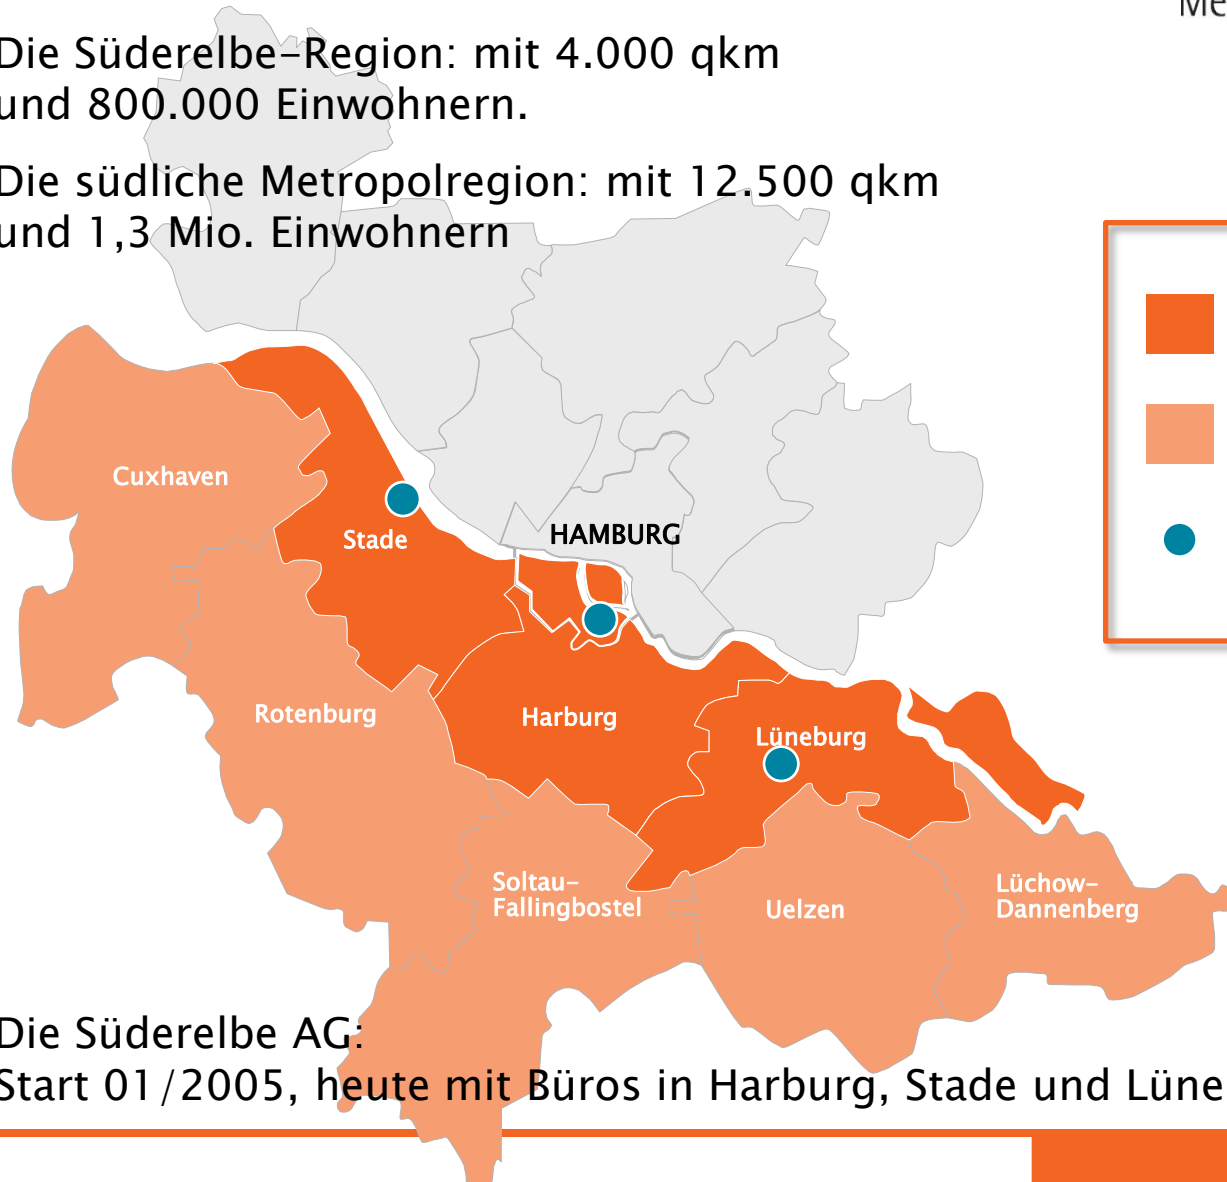 Me
Die Süderelbe-Region: mit 4.000 qkm
und 800.000 Einwohnern.
Die südliche Metropolregion: mit 12.500 qkm
und 1,3 Mio. Einwohnern
Cuxhaven
Stade
HAMBURG
Rotenburg
Harburg
Lüneburg
Soltau-
Fallingbostel
Uelzen
Lüchow-
Dannenberg
Die Süderelbe AG:
Start 01/2005, heute mit Büros in Harburg, Stade und Lüne